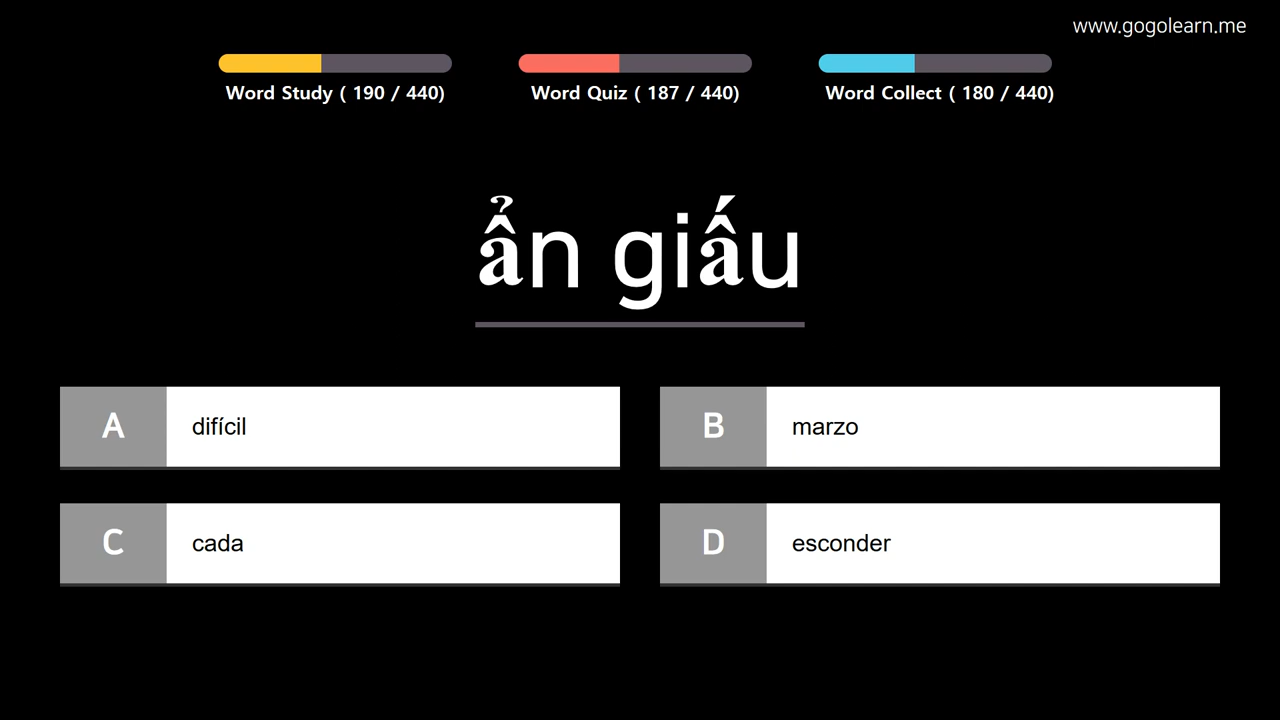 www.gogolearn.me
Word Study ( 190 / 440)
Word Quiz ( 187 / 440)
Word Collect ( 180 / 440)
ẩn giấu
A difícil
B marzo
C cada
D esconder